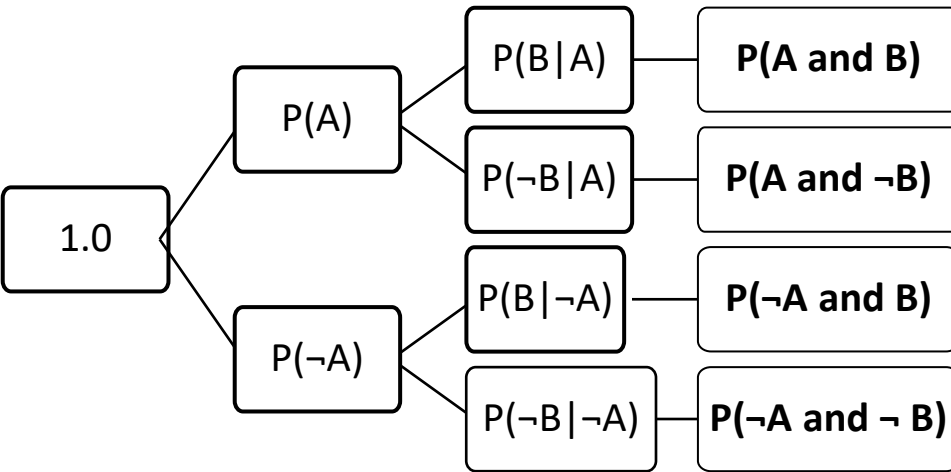 P(B|A)
P(A and B)
P(A)
P(¬B|A)
P(A and ¬B)
1.0
P(B|¬A)
P(¬A and B)
P(¬A)
P(¬B|¬A)
P(¬A and ¬ B)